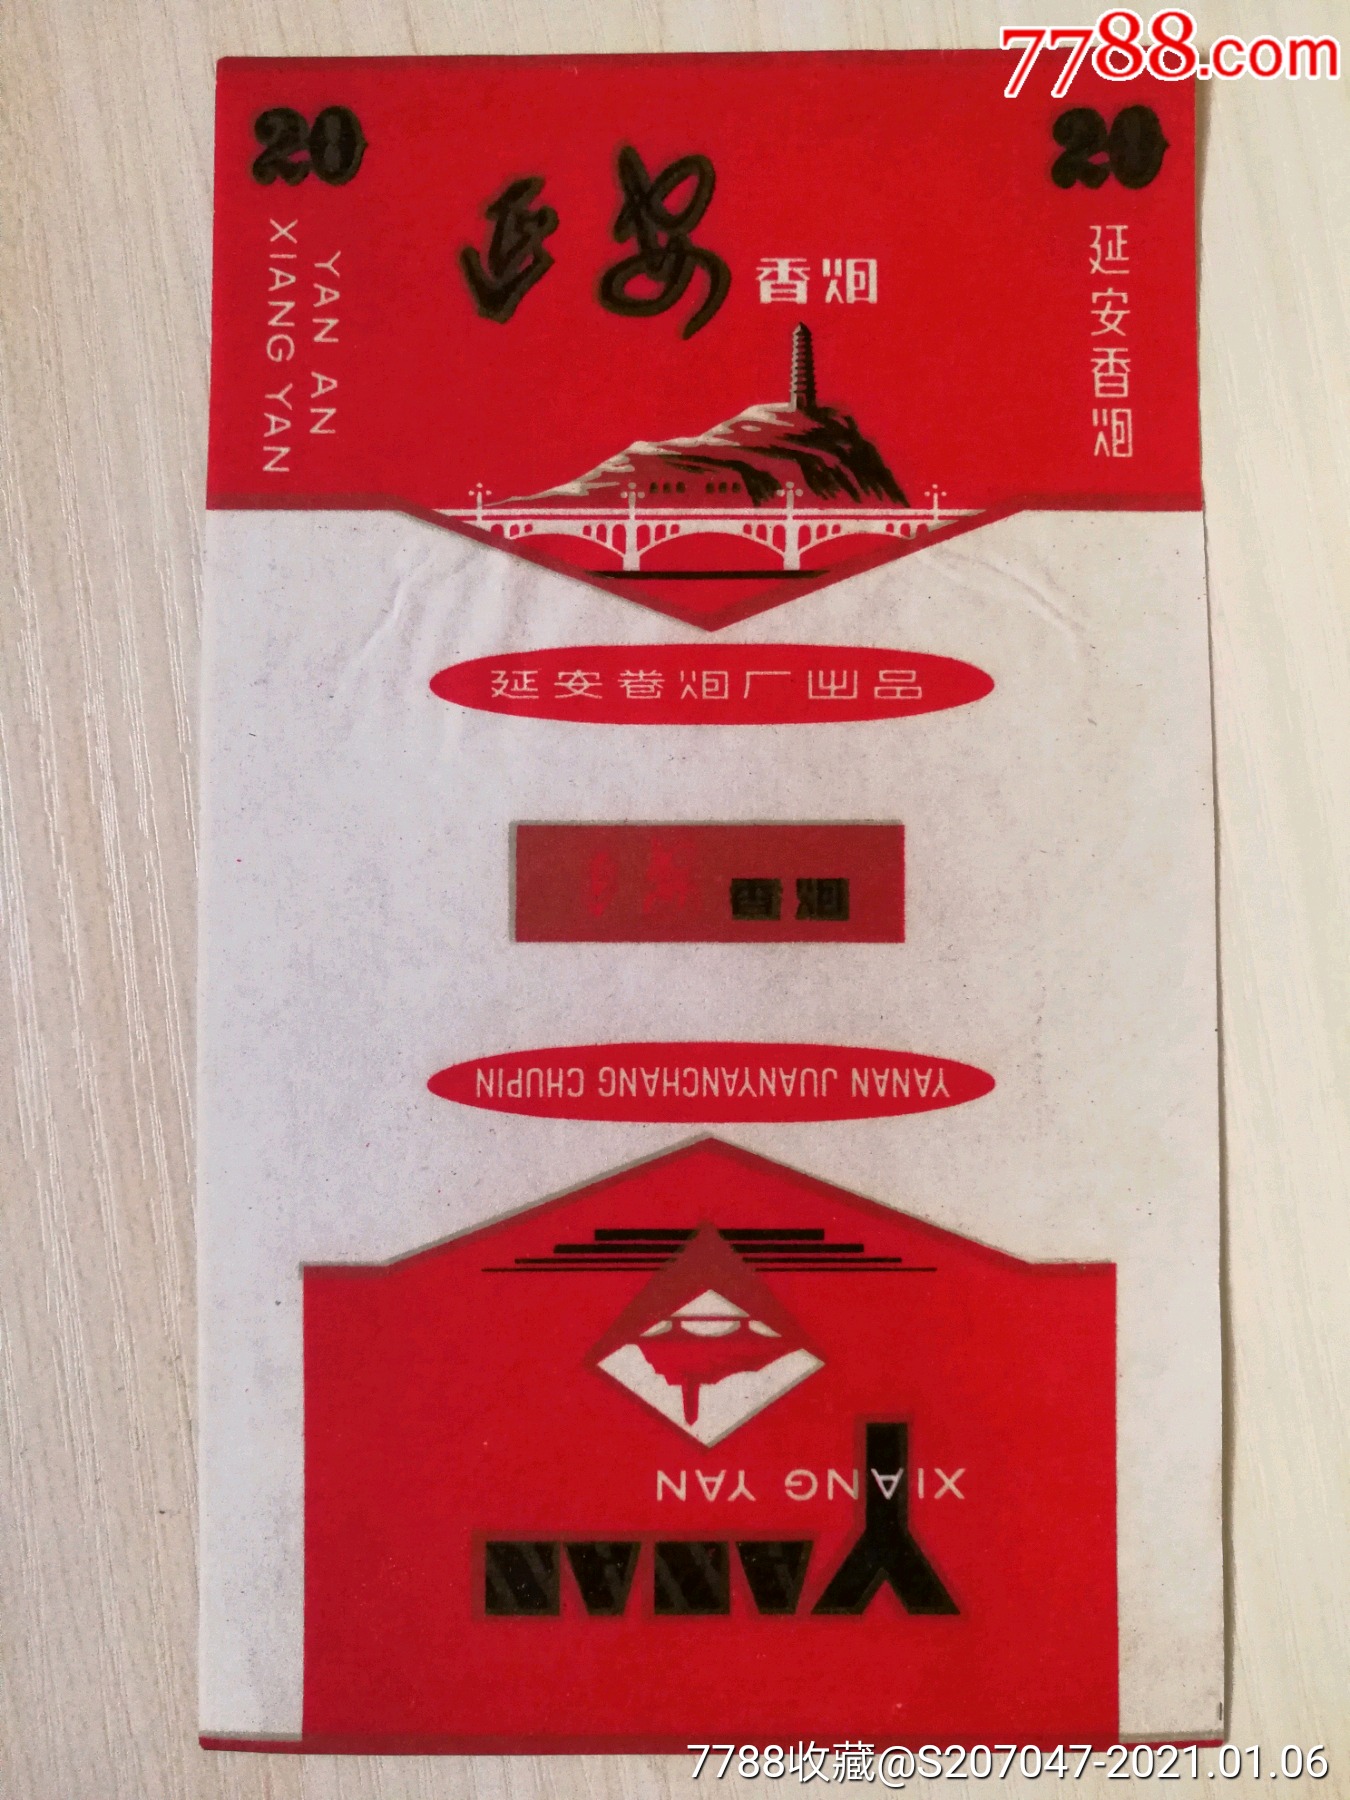 7788.com
20
20
延安
香烟
YAN AN
XIANG YAN
延安香烟
延安卷烟厂出品
延安
香烟
YANAN JUANYANCHANG CHUPIN
XIANG YAN
YANAN
7788收藏@S207047-2021.01.06